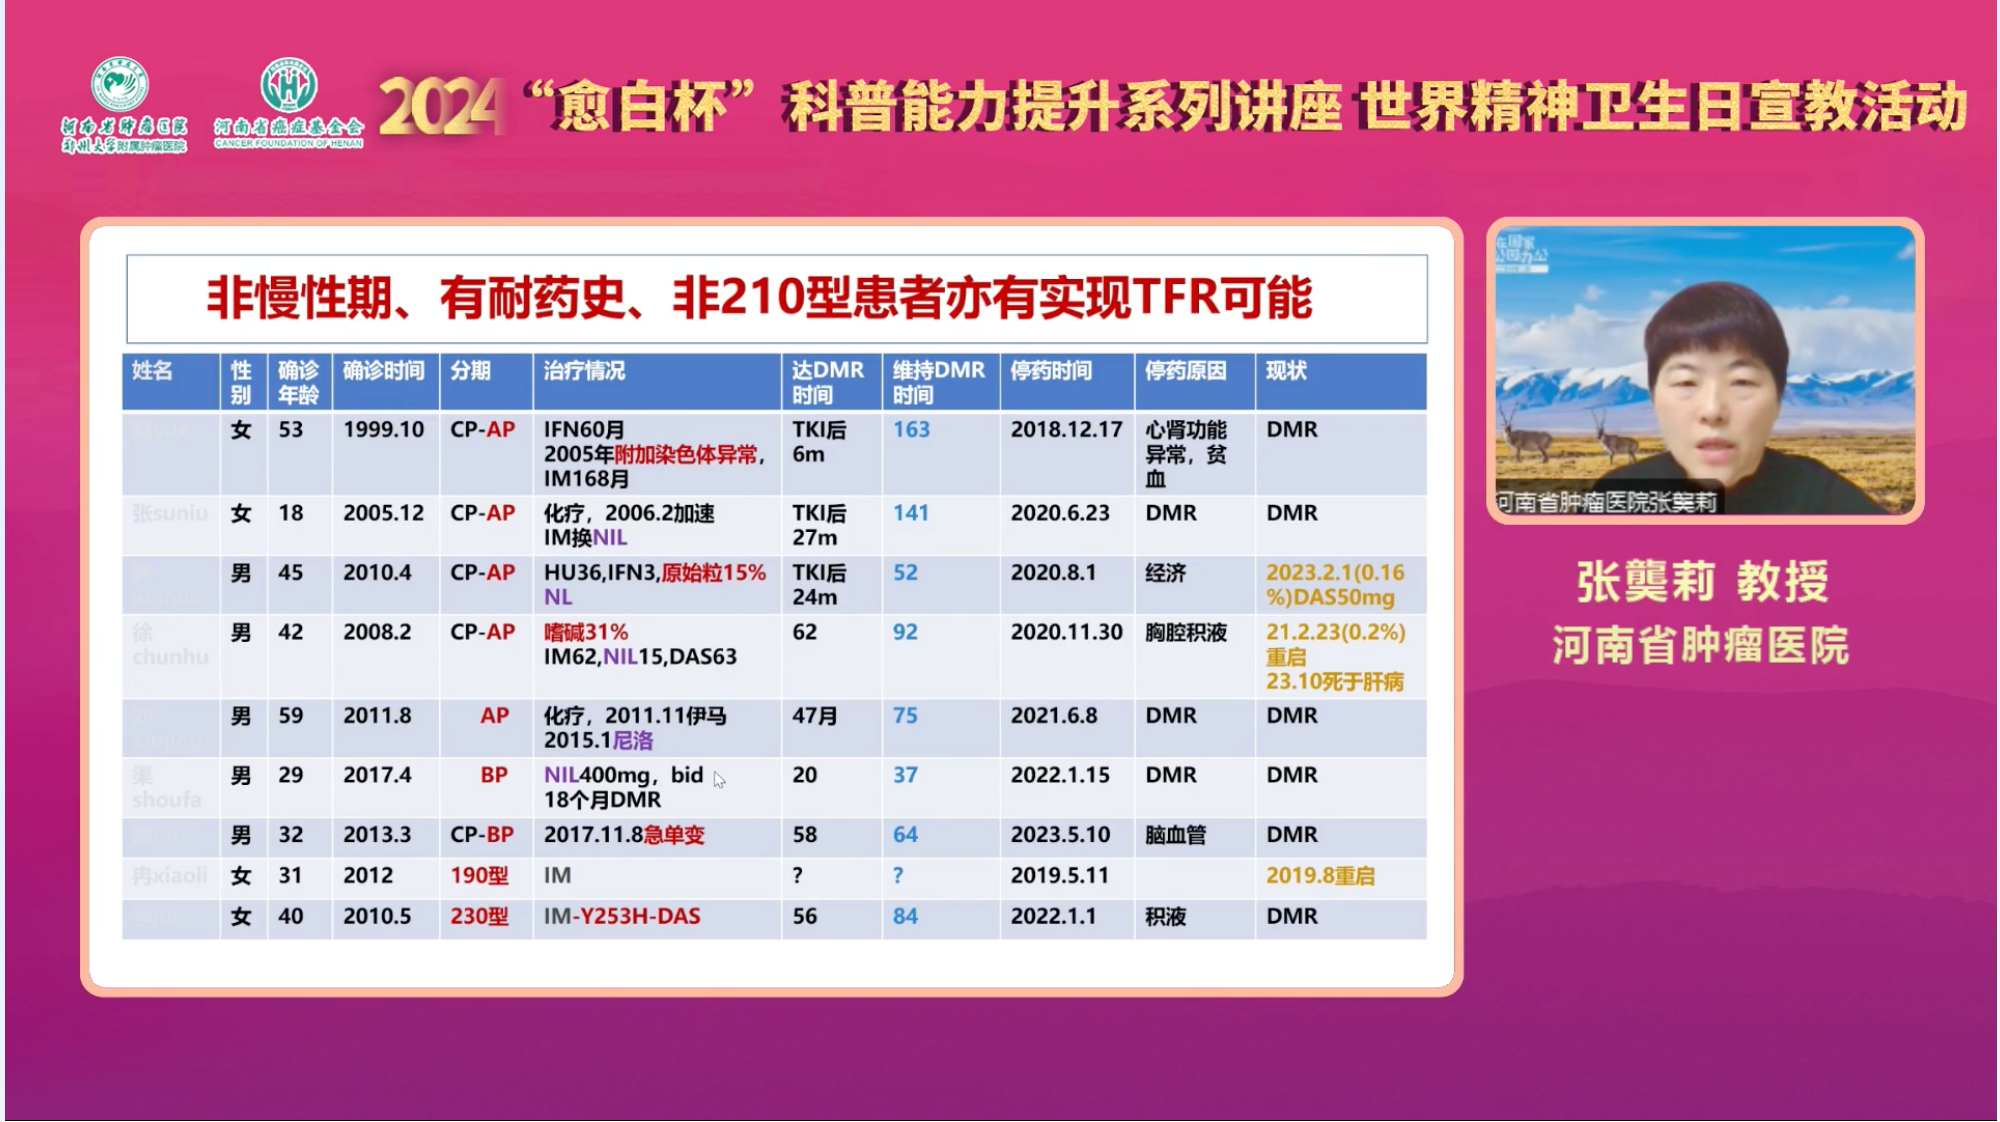 河南省肿瘤医院
郑州大学附属肿瘤医院
河南省癌症基金会
CANCER FOUNDATION OF HENAN
2024“愈白杯”科普能力提升系列讲座 世界精神卫生日宣教活动
非慢性期、有耐药史、非210型患者亦有实现TFR可能
姓名 性别 确诊年龄 确诊时间 分期 治疗情况 达DMR时间 维持DMR时间 停药时间 停药原因 现状
女 53 1999.10 CP-AP IFN60月 TKI后 163 2018.12.17 心肾功能 DMR
2005年附加染色体异常, 6m 异常，贫
IM168月 血
张suniu 女 18 2005.12 CP-AP 化疗，2006.2加速 TKI后 141 2020.6.23 DMR DMR
IM换NIL 27m
男 45 2010.4 CP-AP HU36,IFN3,原始粒15% TKI后 52 2020.8.1 经济 2023.2.1(0.16
NL 24m %)DAS50mg
徐 男 42 2008.2 CP-AP 嗜碱31% 62 92 2020.11.30 胸腔积液 21.2.23(0.2%)
chunhu IM62,NIL15,DAS63 重启
23.10死于肝病
男 59 2011.8 AP 化疗，2011.11伊马 47月 75 2021.6.8 DMR DMR
2015.1尼洛
渠 男 29 2017.4 BP NIL400mg，bid 20 37 2022.1.15 DMR DMR
shoufa 18个月DMR
男 32 2013.3 CP-BP 2017.11.8急单变 58 64 2023.5.10 脑血管 DMR
冉xiaoli 女 31 2012 190型 IM ? ? 2019.5.11 2019.8重启
女 40 2010.5 230型 IM-Y253H-DAS 56 84 2022.1.1 积液 DMR
河南省肿瘤医院张龑莉
张龑莉 教授
河南省肿瘤医院